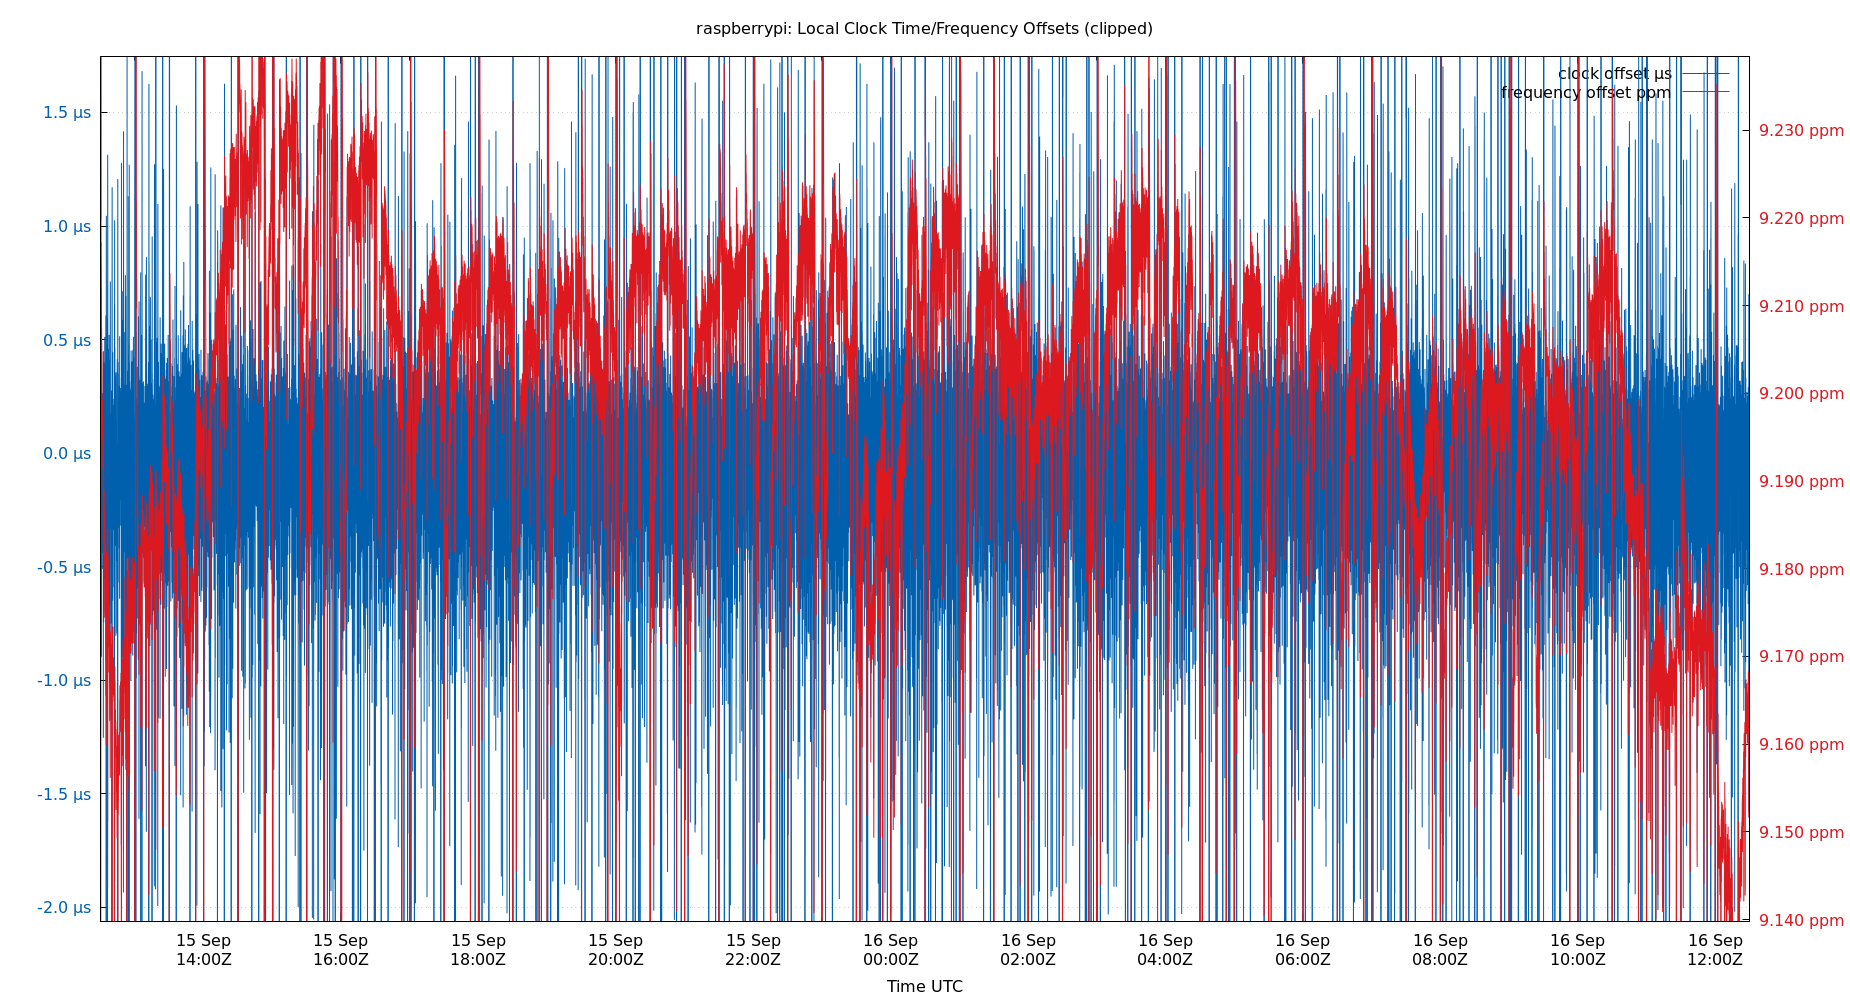 raspberrypi: Local Clock Time/Frequency Offsets (clipped)
clock offset µs
frequency offset ppm
1.5 µs
1.0 µs
0.5 µs
0.0 µs
-0.5 µs
-1.0 µs
-1.5 µs
-2.0 µs
9.230 ppm
9.220 ppm
9.210 ppm
9.200 ppm
9.190 ppm
9.180 ppm
9.170 ppm
9.160 ppm
9.150 ppm
9.140 ppm
15 Sep
14:00Z
15 Sep
16:00Z
15 Sep
18:00Z
15 Sep
20:00Z
15 Sep
22:00Z
16 Sep
00:00Z
16 Sep
02:00Z
16 Sep
04:00Z
16 Sep
06:00Z
16 Sep
08:00Z
16 Sep
10:00Z
16 Sep
12:00Z
Time UTC